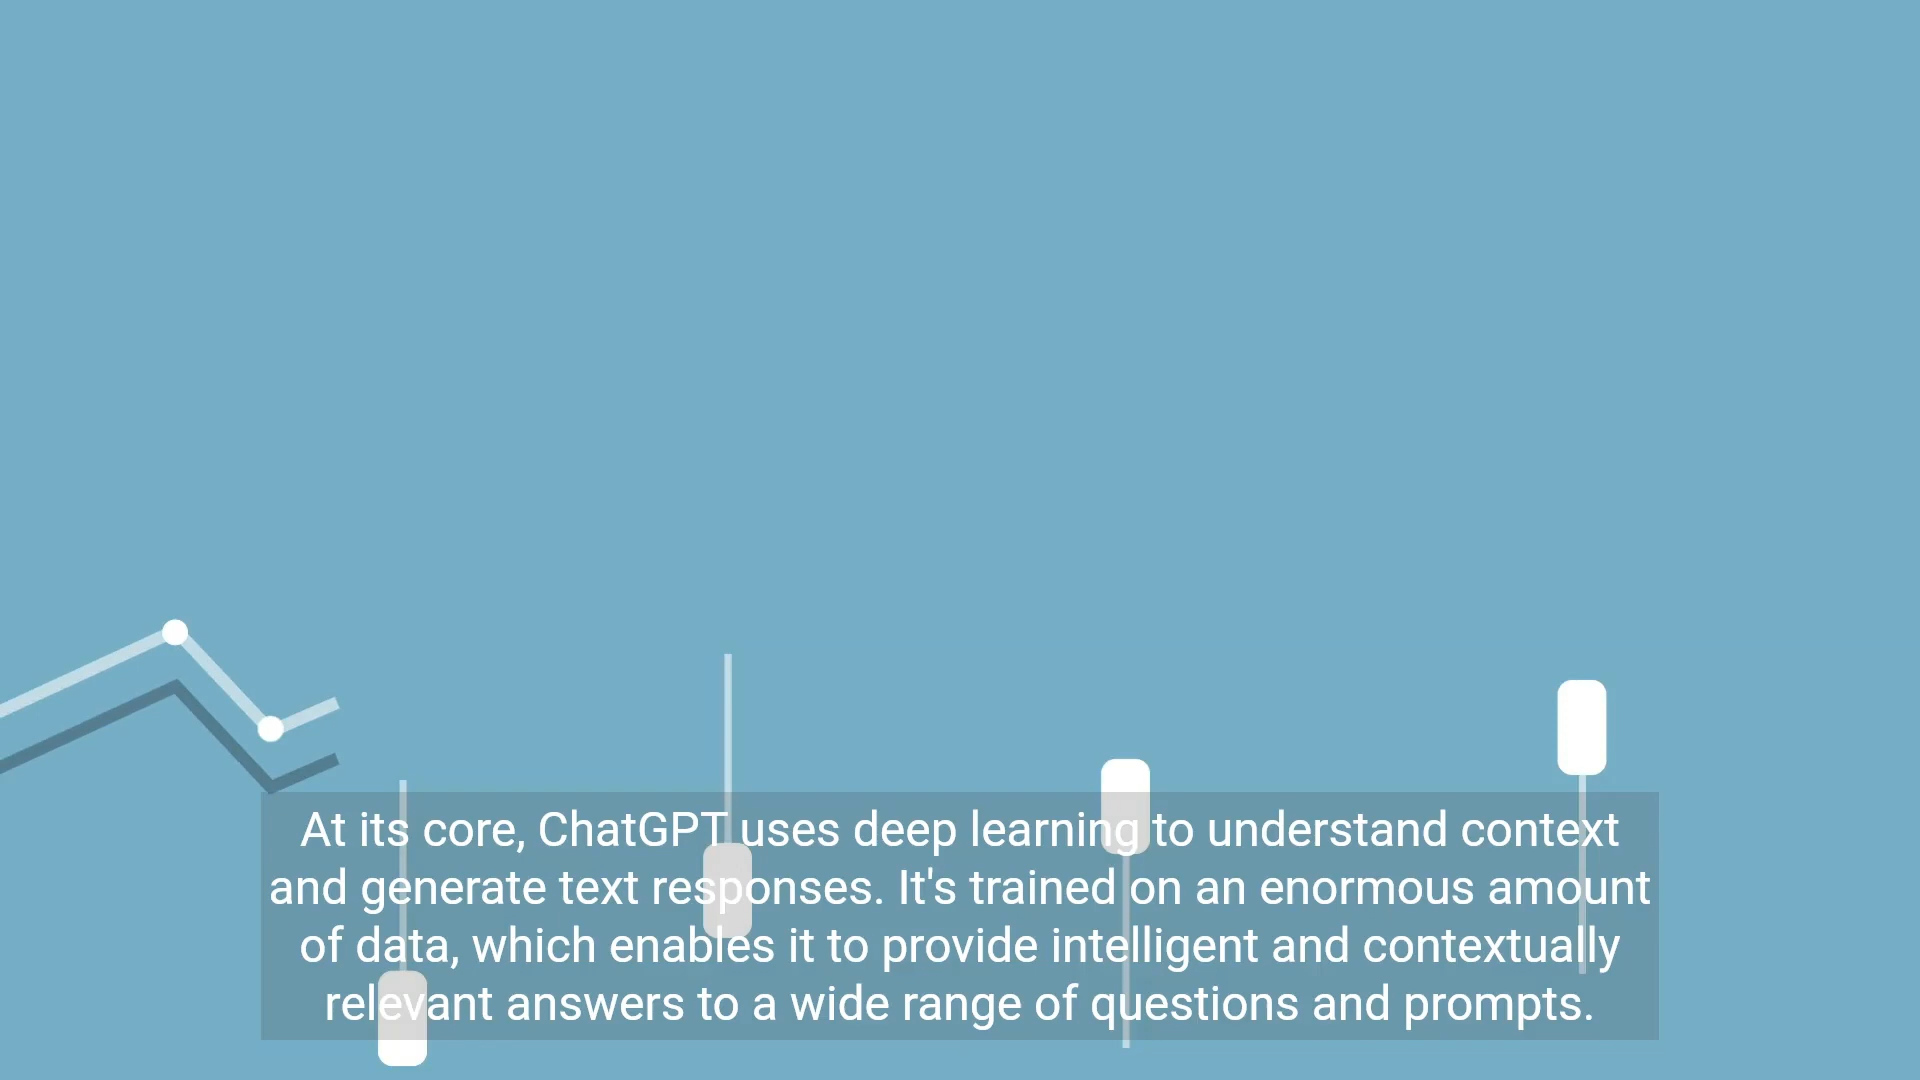 At its core, ChatGPT uses deep learning to understand context
and generate text responses. It's trained on an enormous amount
of data, which enables it to provide intelligent and contextually
relevant answers to a wide range of questions and prompts.